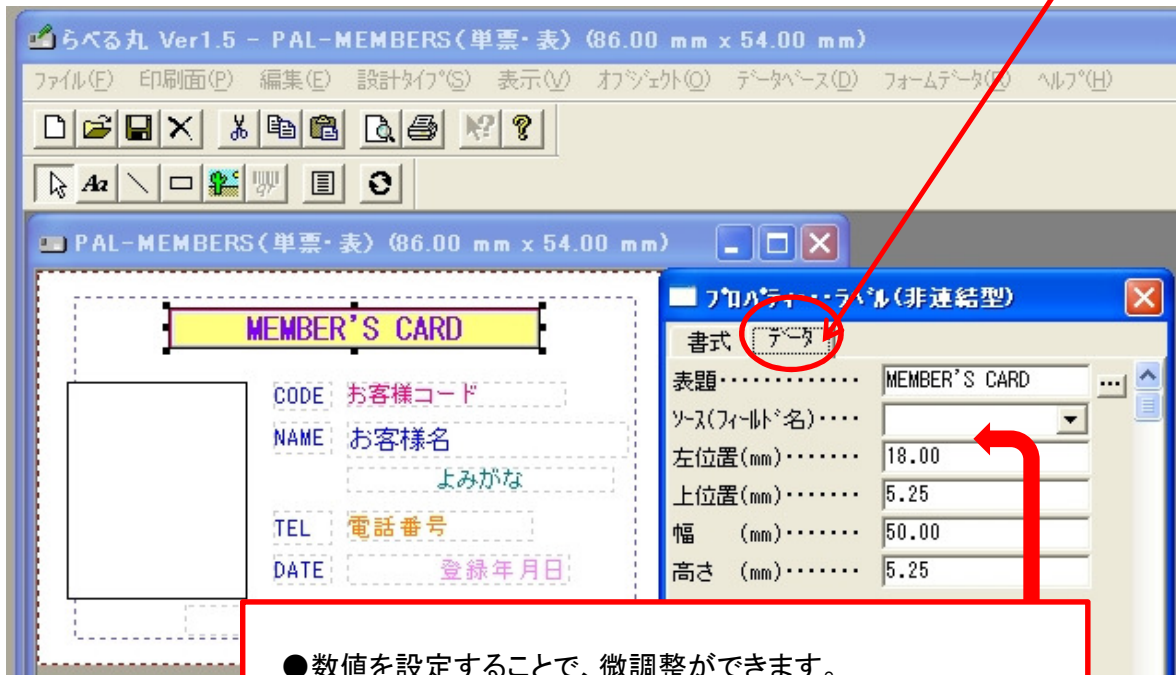 らべる丸 Ver1.5 - PAL-MEMBERS(単票・表) (86.00 mm x 54.00 mm)
ファイル(F) 印刷面(P) 編集(E) 設計タイプ(S) 表示(V) オブジェクト(O) データベース(D) フォームデータ(E) ヘルプ(H)
Aa
PAL-MEMBERS(単票・表) (86.00 mm x 54.00 mm)
MEMBER'S CARD
CODE お客様コード
NAME お客様名
よみがな
TEL 電話番号
DATE 登録年月日
プロパティー・・ラベル(非連結型)
書式 データ
表題・・・・・・・・・・・・・ MEMBER'S CARD ...
ソース(フィールド名)・・・・
左位置(mm)・・・・・・・ 18.00
上位置(mm)・・・・・・・ 5.25
幅 (mm)・・・・・・・ 50.00
高さ (mm)・・・・・・・ 5.25
●数値を設定することで、微調整ができます。